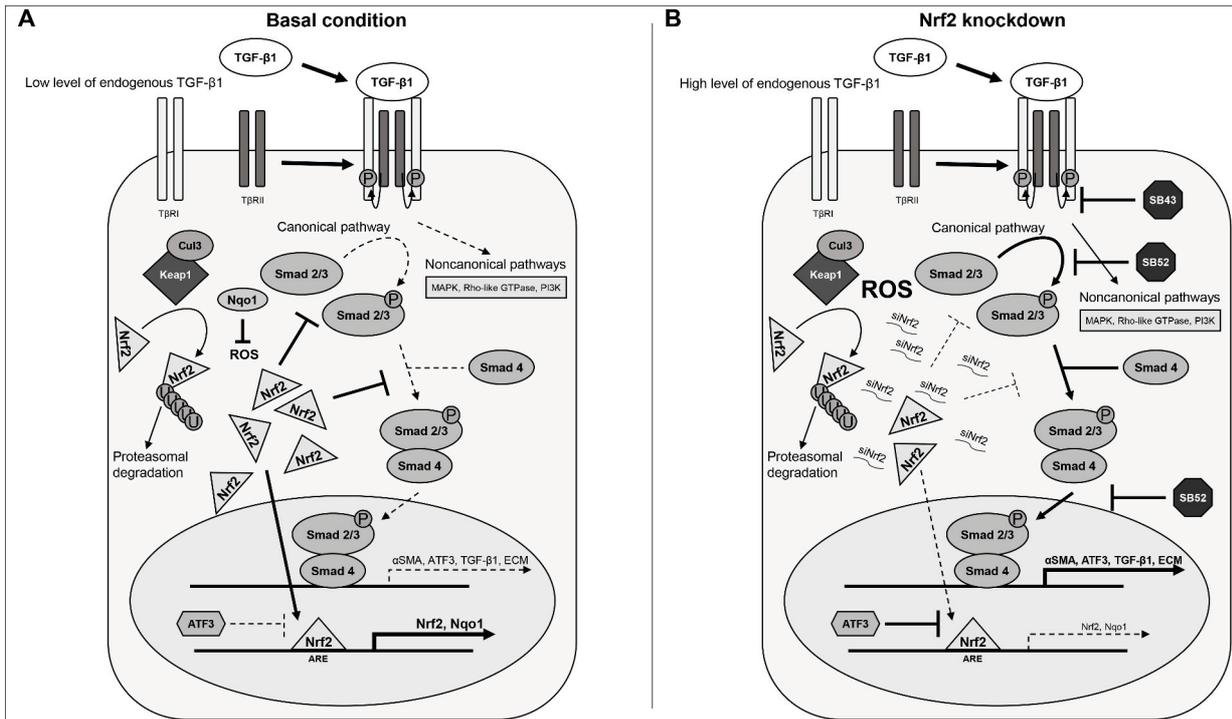 A
Basal condition
TGF-β1
TGF-β1
Low level of endogenous TGF-β1
P
P
TβRI
TβRII
Canonical pathway
Cul3
Keap1
Smad 2/3
Noncanonical pathways
MAPK, Rho-like GTPase, PI3K
Nqo1
P
Smad 2/3
ROS
Nrf2
Nrf2
Smad 4
U
U
U
U
U
Nrf2
Nrf2
Nrf2
Nrf2
Nrf2
P
Smad 2/3
Smad 4
Proteasomal
degradation
P
Smad 2/3
Smad 4
αSMA, ATF3, TGF-β1, ECM
ATF3
Nrf2
Nrf2, Nqo1
ARE
B
Nrf2 knockdown
TGF-β1
TGF-β1
High level of endogenous TGF-β1
P
P
SB43
TβRI
TβRII
Canonical pathway
Cul3
Keap1
Smad 2/3
SB52
ROS
Noncanonical pathways
MAPK, Rho-like GTPase, PI3K
P
Smad 2/3
siNrf2
siNrf2
siNrf2
siNrf2
siNrf2
siNrf2
siNrf2
Nrf2
Nrf2
Smad 4
U
U
U
U
U
Nrf2
Nrf2
P
Smad 2/3
Smad 4
Proteasomal
degradation
SB52
P
Smad 2/3
Smad 4
αSMA, ATF3, TGF-β1, ECM
ATF3
Nrf2
Nrf2, Nqo1
ARE